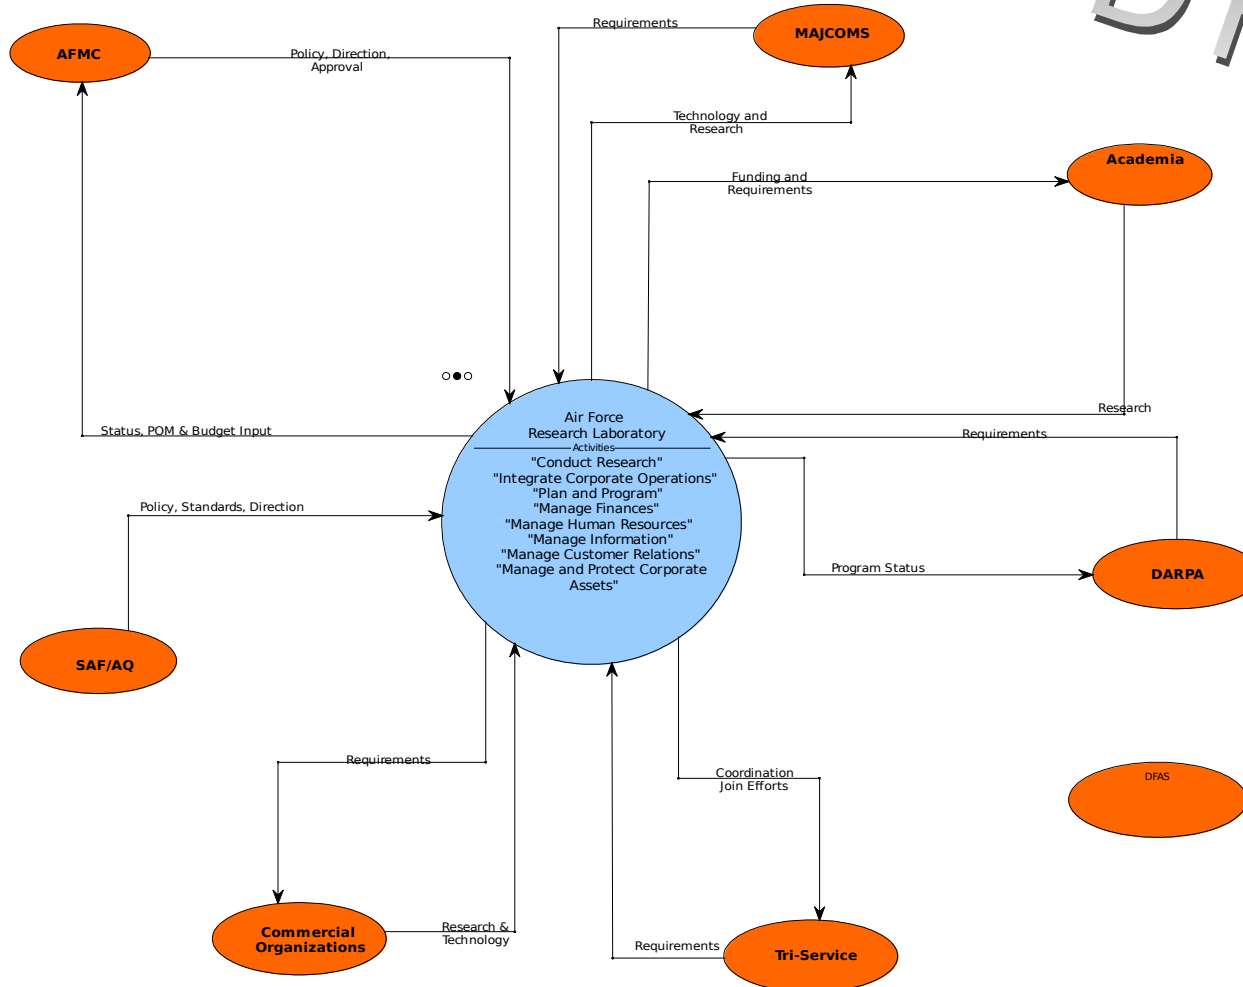 Requirements
MAJCOMS
AFMC
Policy, Direction,
Approval
Technology and
Research
Academia
Funding and
Requirements
Air Force
Research Laboratory
Activities
"Conduct Research"
"Integrate Corporate Operations"
"Plan and Program"
"Manage Finances"
"Manage Human Resources"
"Manage Information"
"Manage Customer Relations"
"Manage and Protect Corporate
Assets"
Research
Status, POM & Budget Input
Requirements
Policy, Standards, Direction
Program Status
DARPA
SAF/AQ
Requirements
Coordination
Join Efforts
DFAS
Commercial
Organizations
Research &
Technology
Requirements
Tri-Service